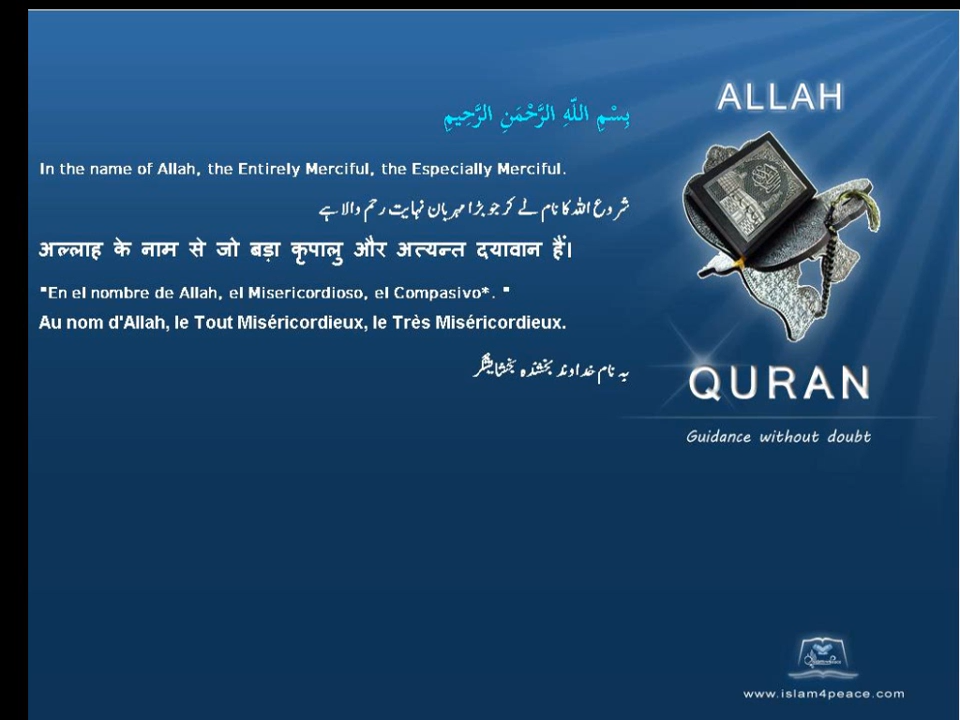 بِسْمِ اللَّهِ الرَّحْمَنِ الرَّحِيمِ
In the name of Allah, the Entirely Merciful, the Especially Merciful.
شروع اللہ کا نام لے کر جو بڑا مہربان نہایت رحم والا ہے
अल्लाह के नाम से जो बड़ा कृपालु और अत्यन्त दयावान हैं।
"En el nombre de Allah, el Misericordioso, el Compasivo*. "
Au nom d'Allah, le Tout Miséricordieux, le Très Miséricordieux.
به نام خداوند بخشنده بخشایشگر
ALLAH
QURAN
Guidance without doubt
www.islam4peace.com